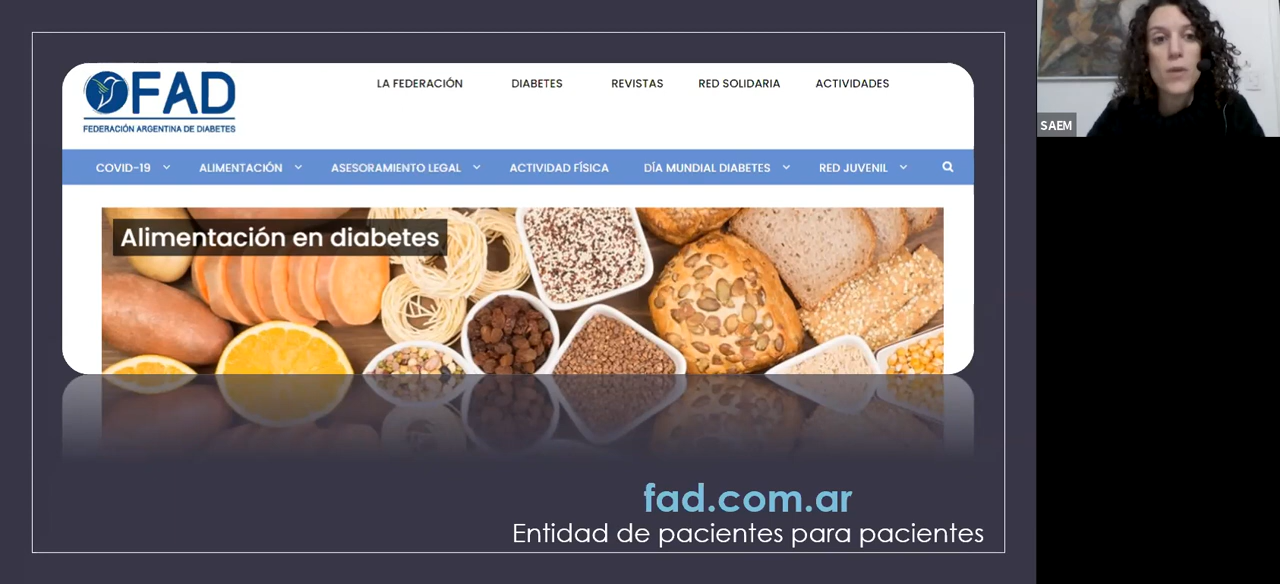 FAD
FEDERACIÓN ARGENTINA DE DIABETES
LA FEDERACIÓN DIABETES REVISTAS RED SOLIDARIA ACTIVIDADES
COVID-19 ALIMENTACIÓN ASESORAMIENTO LEGAL ACTIVIDAD FÍSICA DÍA MUNDIAL DIABETES RED JUVENIL
Alimentación en diabetes
fad.com.ar
Entidad de pacientes para pacientes
SAEM